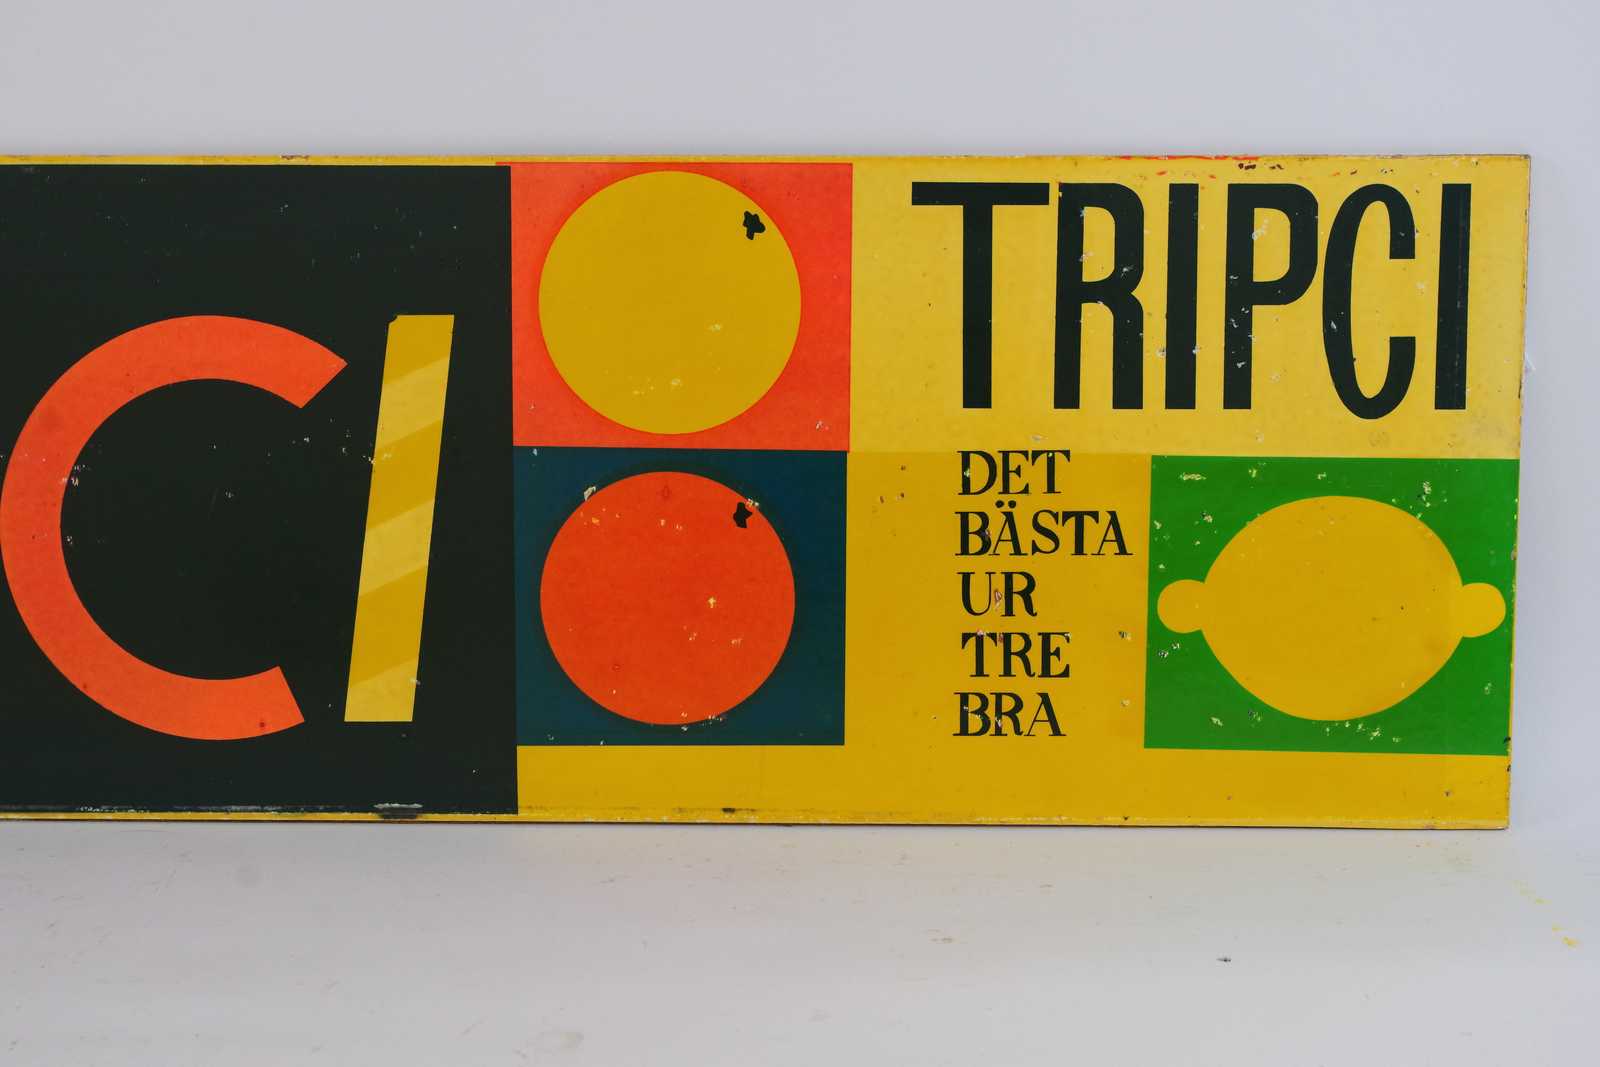 CI
TRIPCI
DET
BÄSTA
UR
TRE
BRA